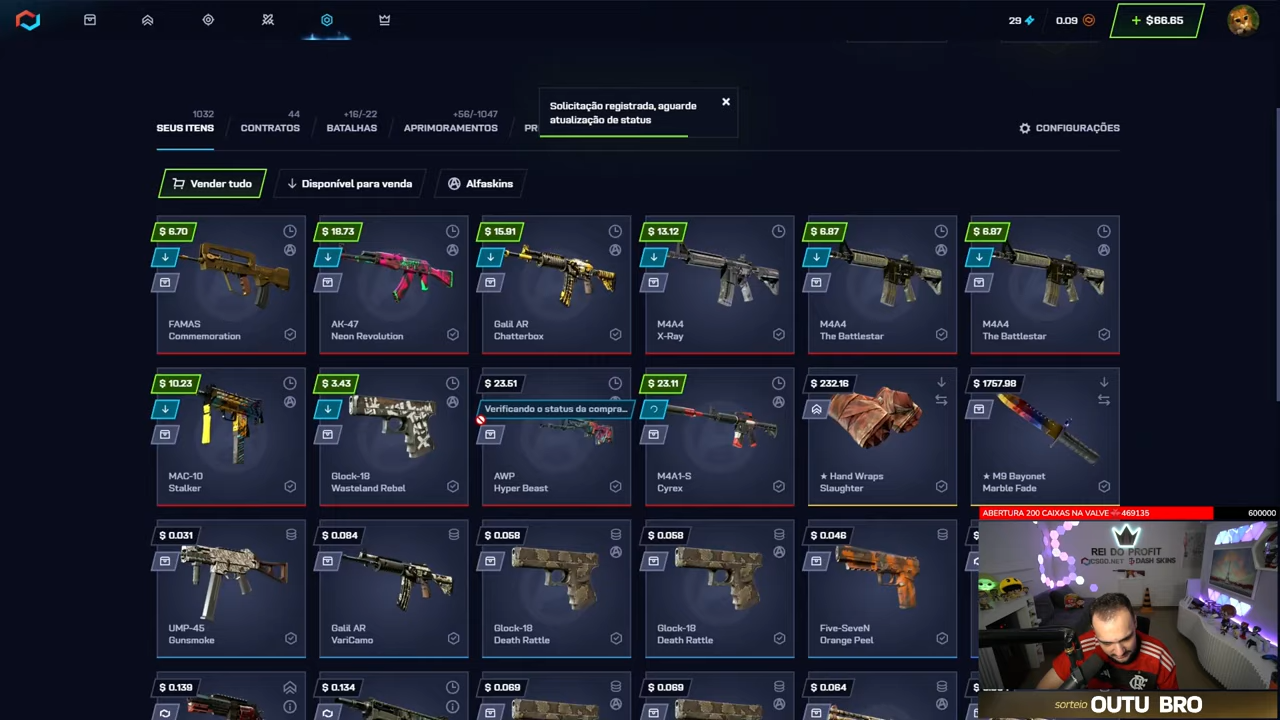 29
0.09
+ $66.65
Solicitação registrada, aguarde
atualização de status
1032
SEUS ITENS
44
CONTRATOS
+16/-22
BATALHAS
+56/-1047
APRIMORAMENTOS
PR
CONFIGURAÇÕES
Vender tudo
Disponível para venda
Alfaskins
$ 6.70
FAMAS
Commemoration
$ 18.73
AK-47
Neon Revolution
$ 15.91
Galil AR
Chatterbox
$ 13.12
M4A4
X-Ray
$ 6.87
M4A4
The Battlestar
$ 6.87
M4A4
The Battlestar
$ 10.23
MAC-10
Stalker
$ 3.43
Glock-18
Wasteland Rebel
$ 23.51
Verificando o status da compra...
AWP
Hyper Beast
$ 23.11
M4A1-S
Cyrex
$ 232.16
★ Hand Wraps
Slaughter
$ 1757.98
★ M9 Bayonet
Marble Fade
$ 0.031
UMP-45
Gunsmoke
$ 0.084
Galil AR
VariCamo
$ 0.058
Glock-18
Death Rattle
$ 0.058
Glock-18
Death Rattle
$ 0.046
Five-SeveN
Orange Peel
$ 0.139
$ 0.134
$ 0.069
$ 0.069
$ 0.064
ABERTURA 200 CAIXAS NA VALVE
469135
600000
REI DO PROFIT
CSGO.NET
DASH SKINS
sorteio OUTU BRO